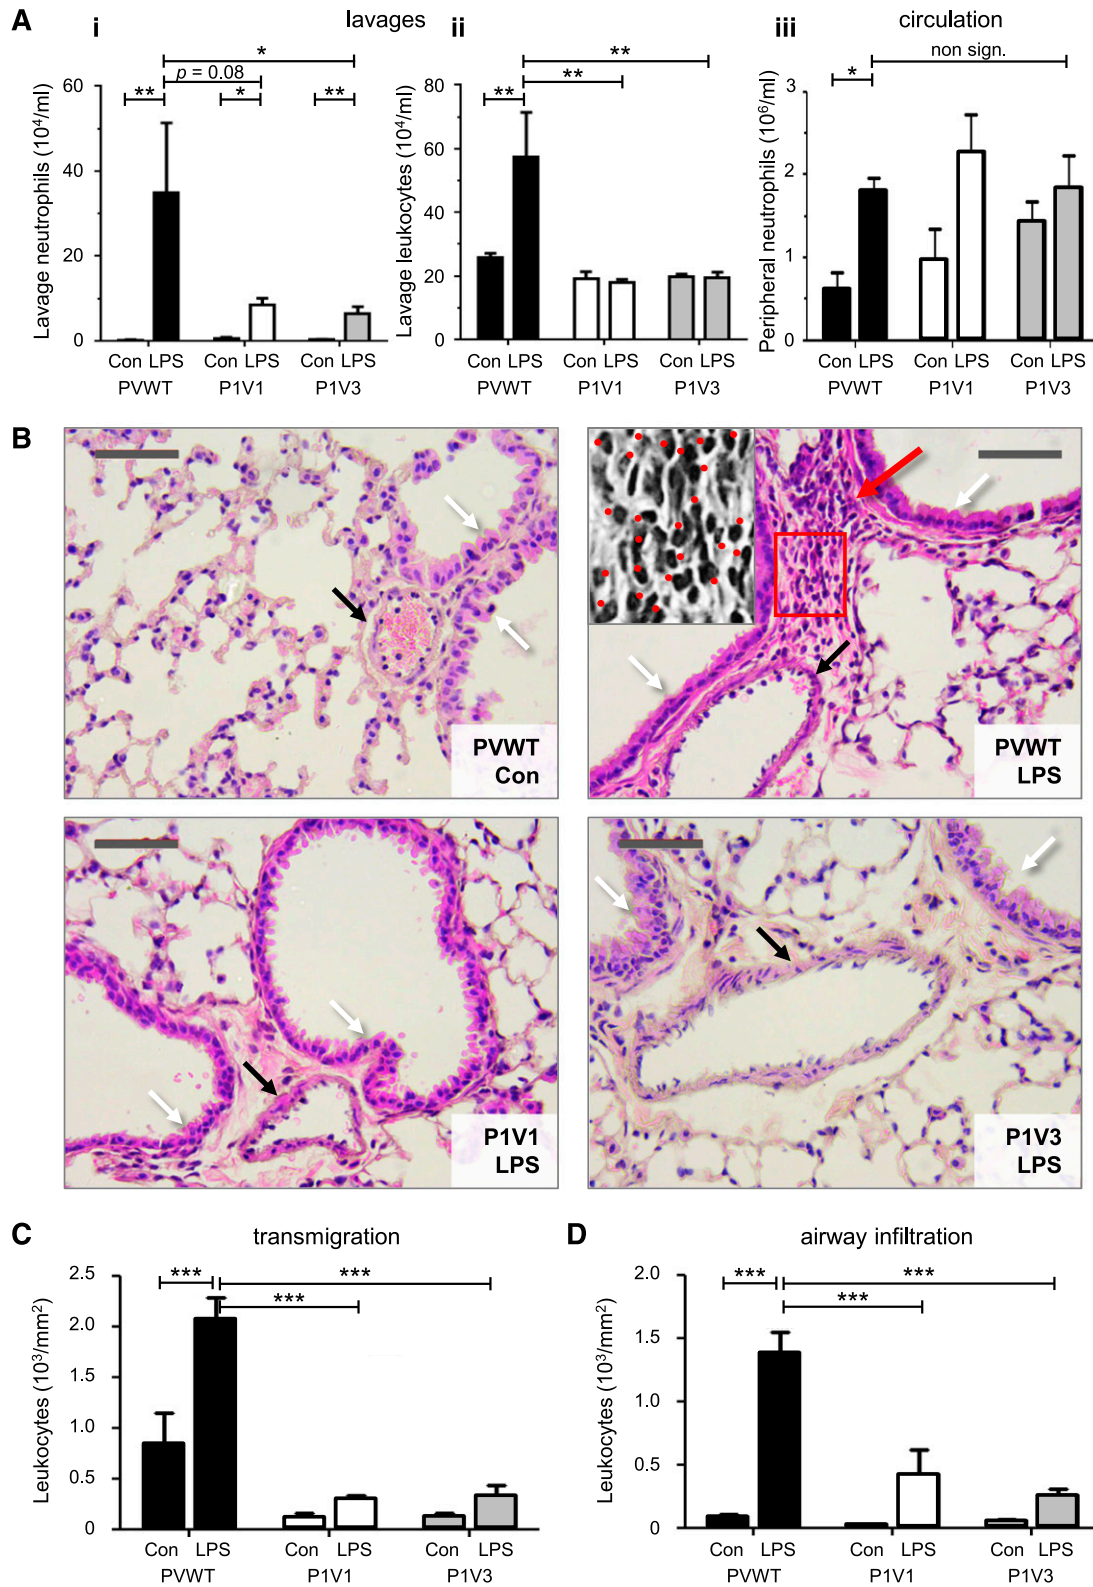 A
lavages
circulation
i
Lavage neutrophils (10⁴/ml)
60
40
20
0
*
p = 0.08
**
*
**
Con LPS Con LPS Con LPS
PVWT P1V1 P1V3
ii
Lavage leukocytes (10⁴/ml)
80
60
40
20
0
**
**
**
Con LPS Con LPS Con LPS
PVWT P1V1 P1V3
iii
Peripheral neutrophils (10⁶/ml)
3
2
1
0
non sign.
*
Con LPS Con LPS Con LPS
PVWT P1V1 P1V3
B
PVWT
Con
PVWT
LPS
P1V1
LPS
P1V3
LPS
C
transmigration
Leukocytes (10³/mm²)
2.5
2.0
1.5
1.0
0.5
0
***
***
***
Con LPS Con LPS Con LPS
PVWT P1V1 P1V3
D
airway infiltration
Leukocytes (10³/mm²)
2.0
1.5
1.0
0.5
0
***
***
***
Con LPS Con LPS Con LPS
PVWT P1V1 P1V3